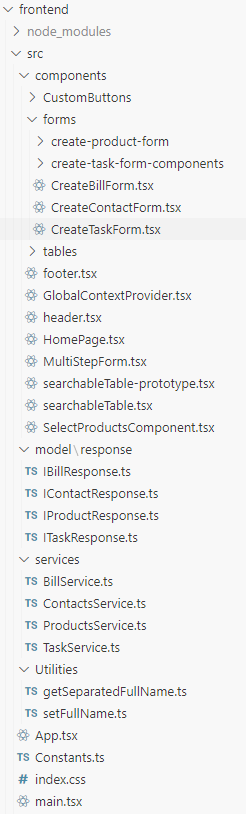 frontend
node_modules
src
components
CustomButtons
forms
create-product-form
create-task-form-components
CreateBillForm.tsx
CreateContactForm.tsx
CreateTaskForm.tsx
tables
footer.tsx
GlobalContextProvider.tsx
header.tsx
HomePage.tsx
MultiStepForm.tsx
searchableTable-prototype.tsx
searchableTable.tsx
SelectProductsComponent.tsx
model\response
TS IBillResponse.ts
TS IContactResponse.ts
TS IProductResponse.ts
TS ITaskResponse.ts
services
TS BillService.ts
TS ContactsService.ts
TS ProductsService.ts
TS TaskService.ts
Utilities
TS getSeparatedFullName.ts
TS setFullName.ts
App.tsx
TS Constants.ts
# index.css
main.tsx